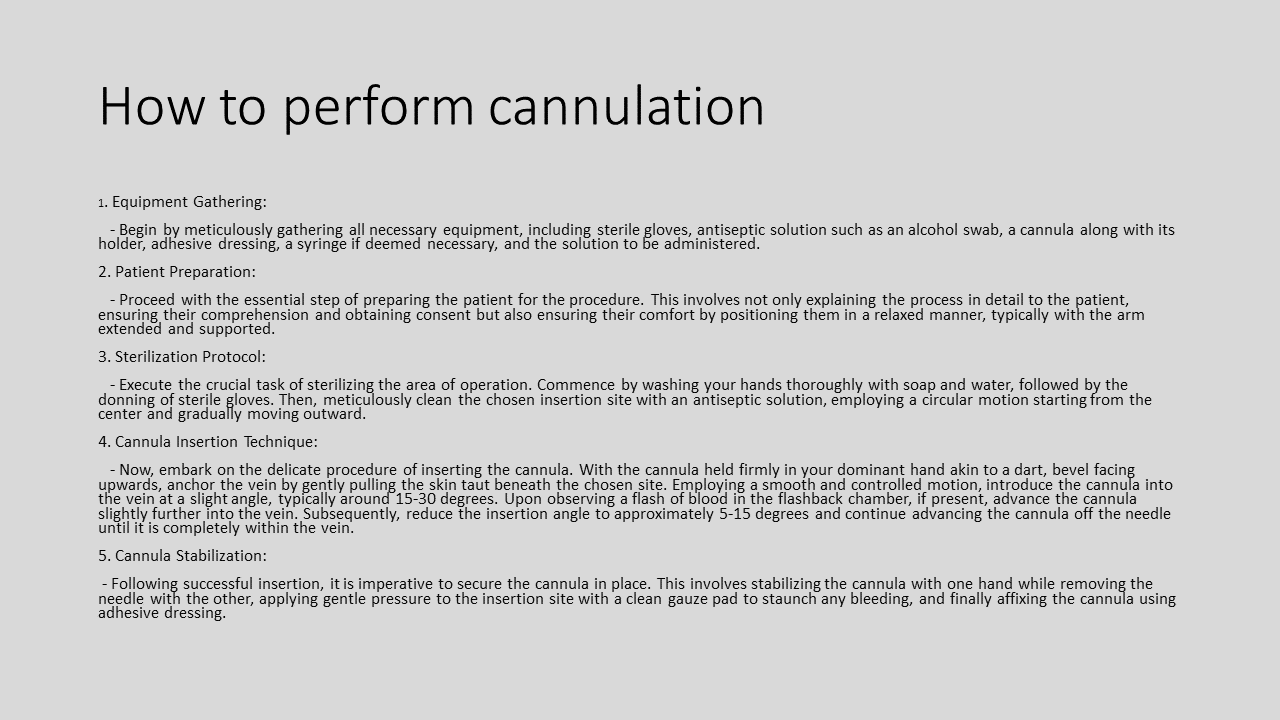 How to perform cannulation
1. Equipment Gathering:
- Begin by meticulously gathering all necessary equipment, including sterile gloves, antiseptic solution such as an alcohol swab, a cannula along with its
holder, adhesive dressing, a syringe if deemed necessary, and the solution to be administered.
2. Patient Preparation:
- Proceed with the essential step of preparing the patient for the procedure. This involves not only explaining the process in detail to the patient,
ensuring their comprehension and obtaining consent but also ensuring their comfort by positioning them in a relaxed manner, typically with the arm
extended and supported.
3. Sterilization Protocol:
- Execute the crucial task of sterilizing the area of operation. Commence by washing your hands thoroughly with soap and water, followed by the
donning of sterile gloves. Then, meticulously clean the chosen insertion site with an antiseptic solution, employing a circular motion starting from the
center and gradually moving outward.
4. Cannula Insertion Technique:
- Now, embark on the delicate procedure of inserting the cannula. With the cannula held firmly in your dominant hand akin to a dart, bevel facing
upwards, anchor the vein by gently pulling the skin taut beneath the chosen site. Employing a smooth and controlled motion, introduce the cannula into
the vein at a slight angle, typically around 15-30 degrees. Upon observing a flash of blood in the flashback chamber, if present, advance the cannula
slightly further into the vein. Subsequently, reduce the insertion angle to approximately 5-15 degrees and continue advancing the cannula off the needle
until it is completely within the vein.
5. Cannula Stabilization:
- Following successful insertion, it is imperative to secure the cannula in place. This involves stabilizing the cannula with one hand while removing the
needle with the other, applying gentle pressure to the insertion site with a clean gauze pad to staunch any bleeding, and finally affixing the cannula using
adhesive dressing.